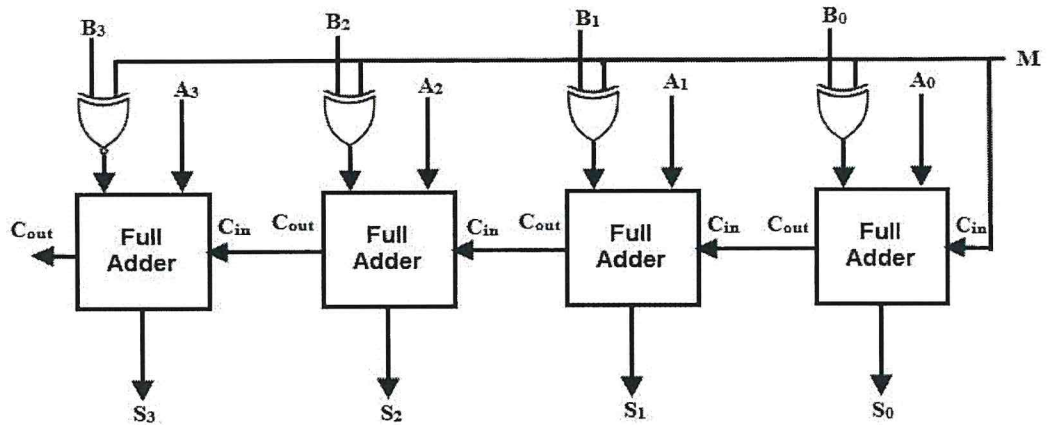 B3 B2 B1 B0
M
A3 A2 A1 A0
Cout Full Adder Cin Cout Full Adder Cin Cout Full Adder Cin Cout Full Adder Cin
S3 S2 S1 S0